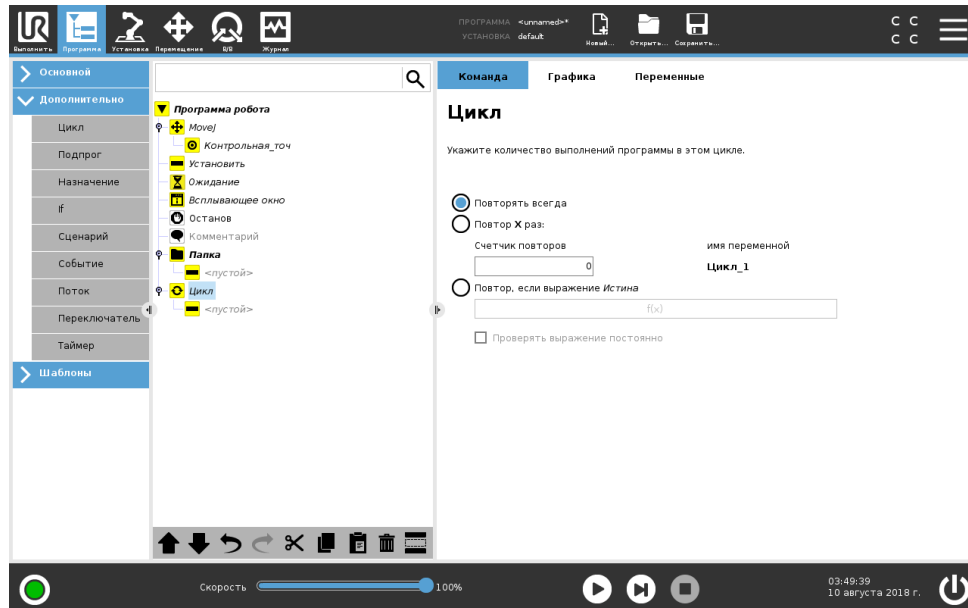 ПРОГРАММА <unnamed>*
УСТАНОВКА default
Новый... Открыть... Сохранить...
C C
C C
Выполнить Программа Установка Перемещение В/В Журнал
Основной
Дополнительно
Цикл
Подпрог
Назначение
If
Сценарий
Событие
Поток
Переключатель
Таймер
Шаблоны
Программа робота
MoveJ
Контрольная_точ
Установить
Ожидание
Всплывающее окно
Останов
Комментарий
Папка
<пустой>
Цикл
<пустой>
Команда Графика Переменные
Цикл
Укажите количество выполнений программы в этом цикле.
Повторять всегда
Повтор X раз:
Счетчик повторов имя переменной
0 Цикл_1
Повтор, если выражение Истина
f(x)
Проверять выражение постоянно
Скорость 100%
03:49:39
10 августа 2018 г.